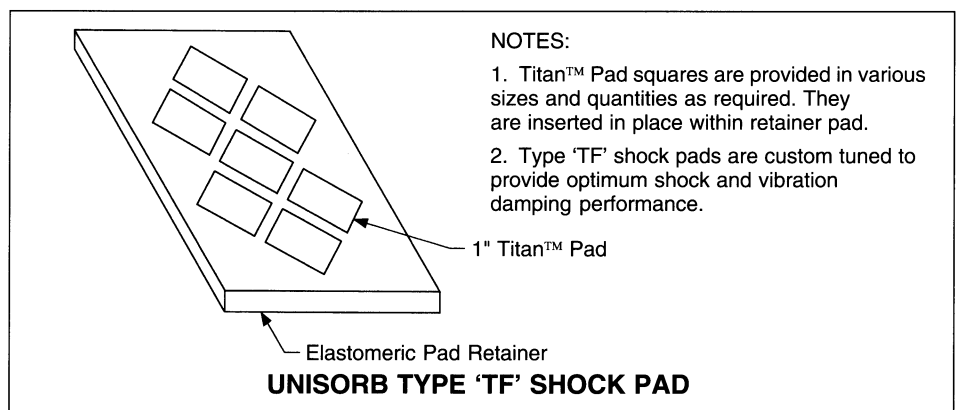 NOTES:
1. Titan™ Pad squares are provided in various
sizes and quantities as required. They
are inserted in place within retainer pad.
2. Type ‘TF’ shock pads are custom tuned to
provide optimum shock and vibration
damping performance.
1" Titan™ Pad
Elastomeric Pad Retainer
UNISORB TYPE ‘TF’ SHOCK PAD